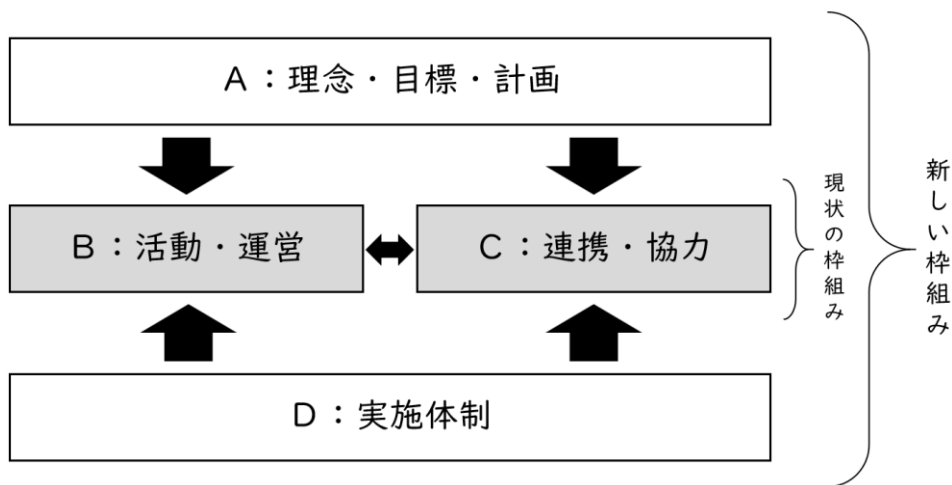 A：理念・目標・計画
B：活動・運営
C：連携・協力
D：実施体制
現状の枠組み
新しい枠組み